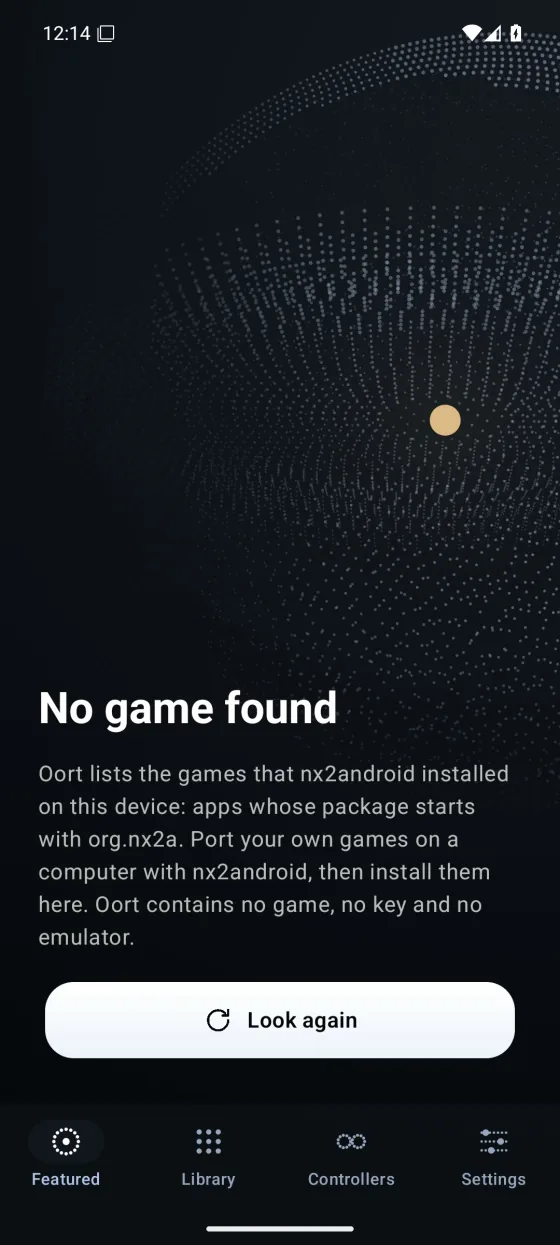 12:14
No game found
Oort lists the games that nx2android installed
on this device: apps whose package starts
with org.nx2a. Port your own games on a
computer with nx2android, then install them
here. Oort contains no game, no key and no
emulator.
Look again
Featured
Library
Controllers
Settings